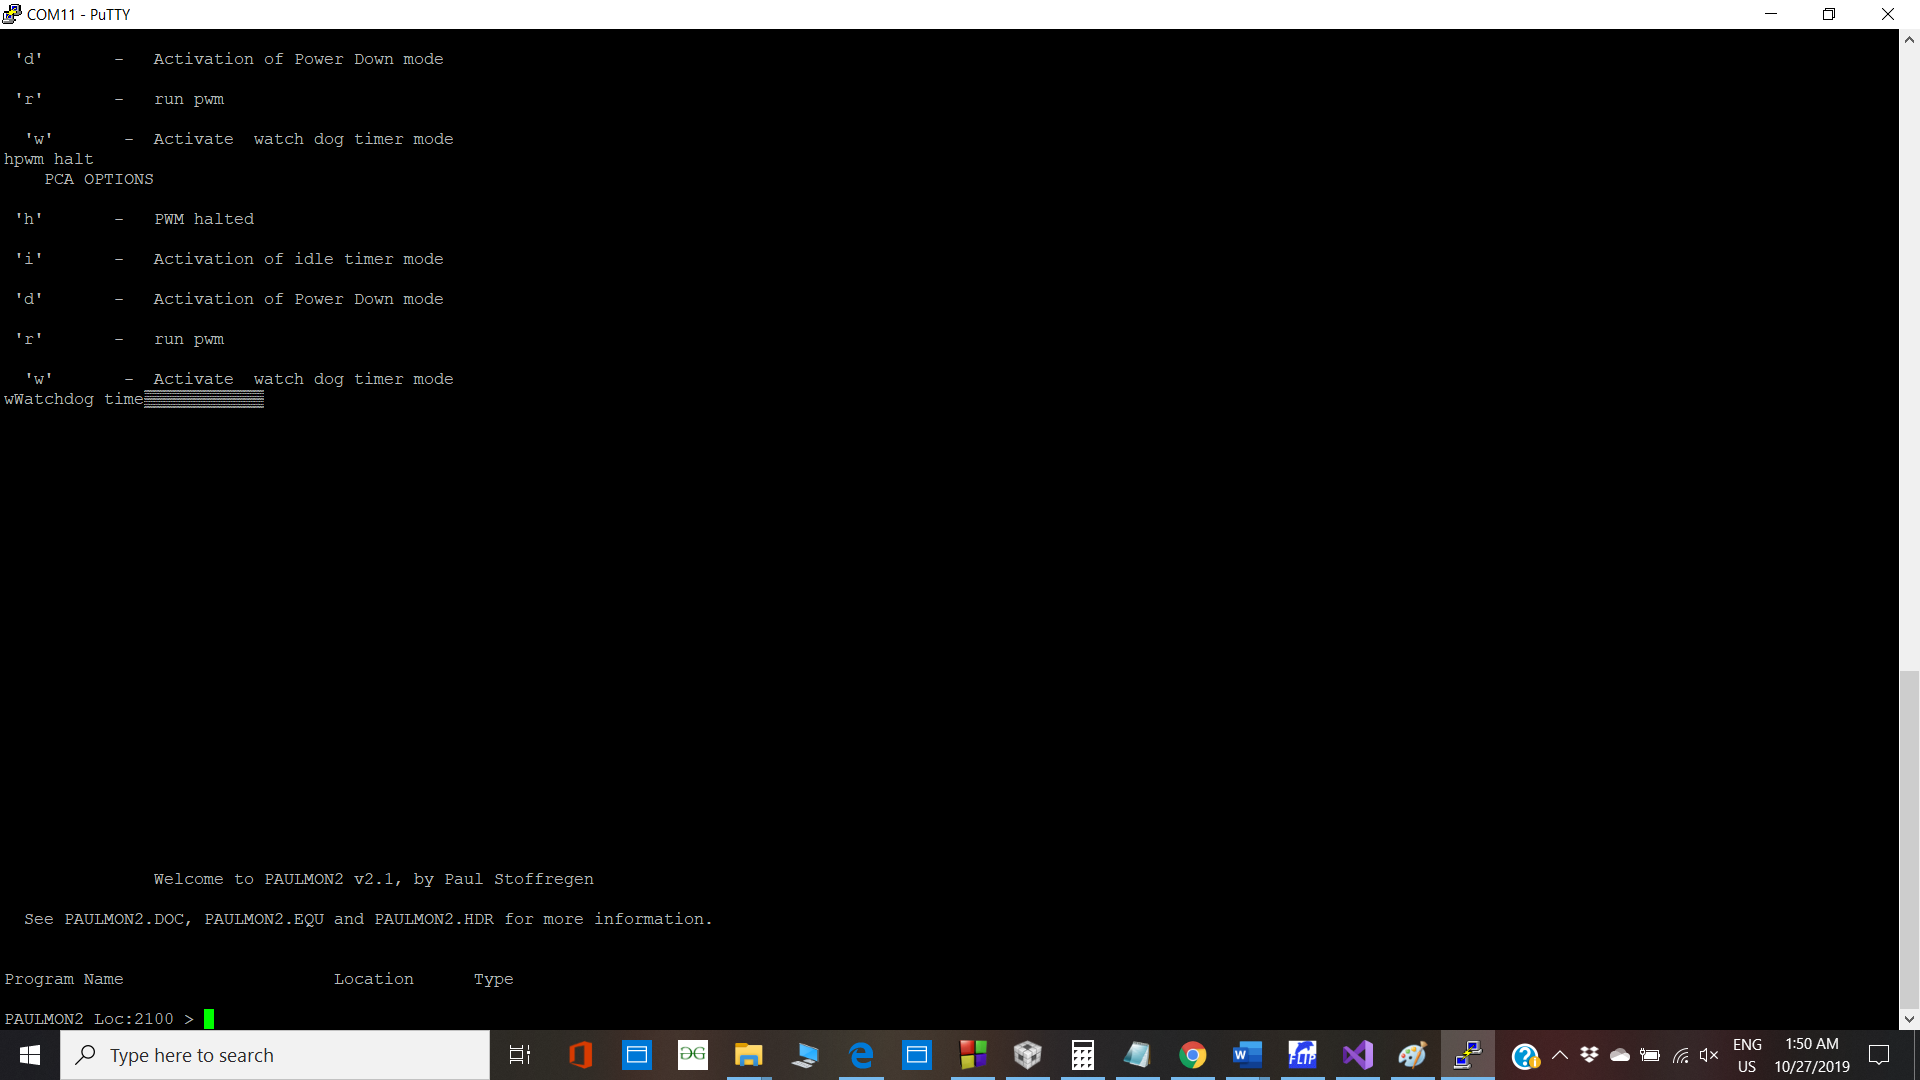 COM11 - PuTTY
'd' - Activation of Power Down mode
'r' - run pwm
'w' - Activate watch dog timer mode
hpwm halt
PCA OPTIONS
'h' - PWM halted
'i' - Activation of idle timer mode
'd' - Activation of Power Down mode
'r' - run pwm
'w' - Activate watch dog timer mode
wWatchdog time
Welcome to PAULMON2 v2.1, by Paul Stoffregen
See PAULMON2.DOC, PAULMON2.EQU and PAULMON2.HDR for more information.
Program Name Location Type
PAULMON2 Loc:2100 >
Type here to search
FLIP
ENG
US
1:50 AM
10/27/2019